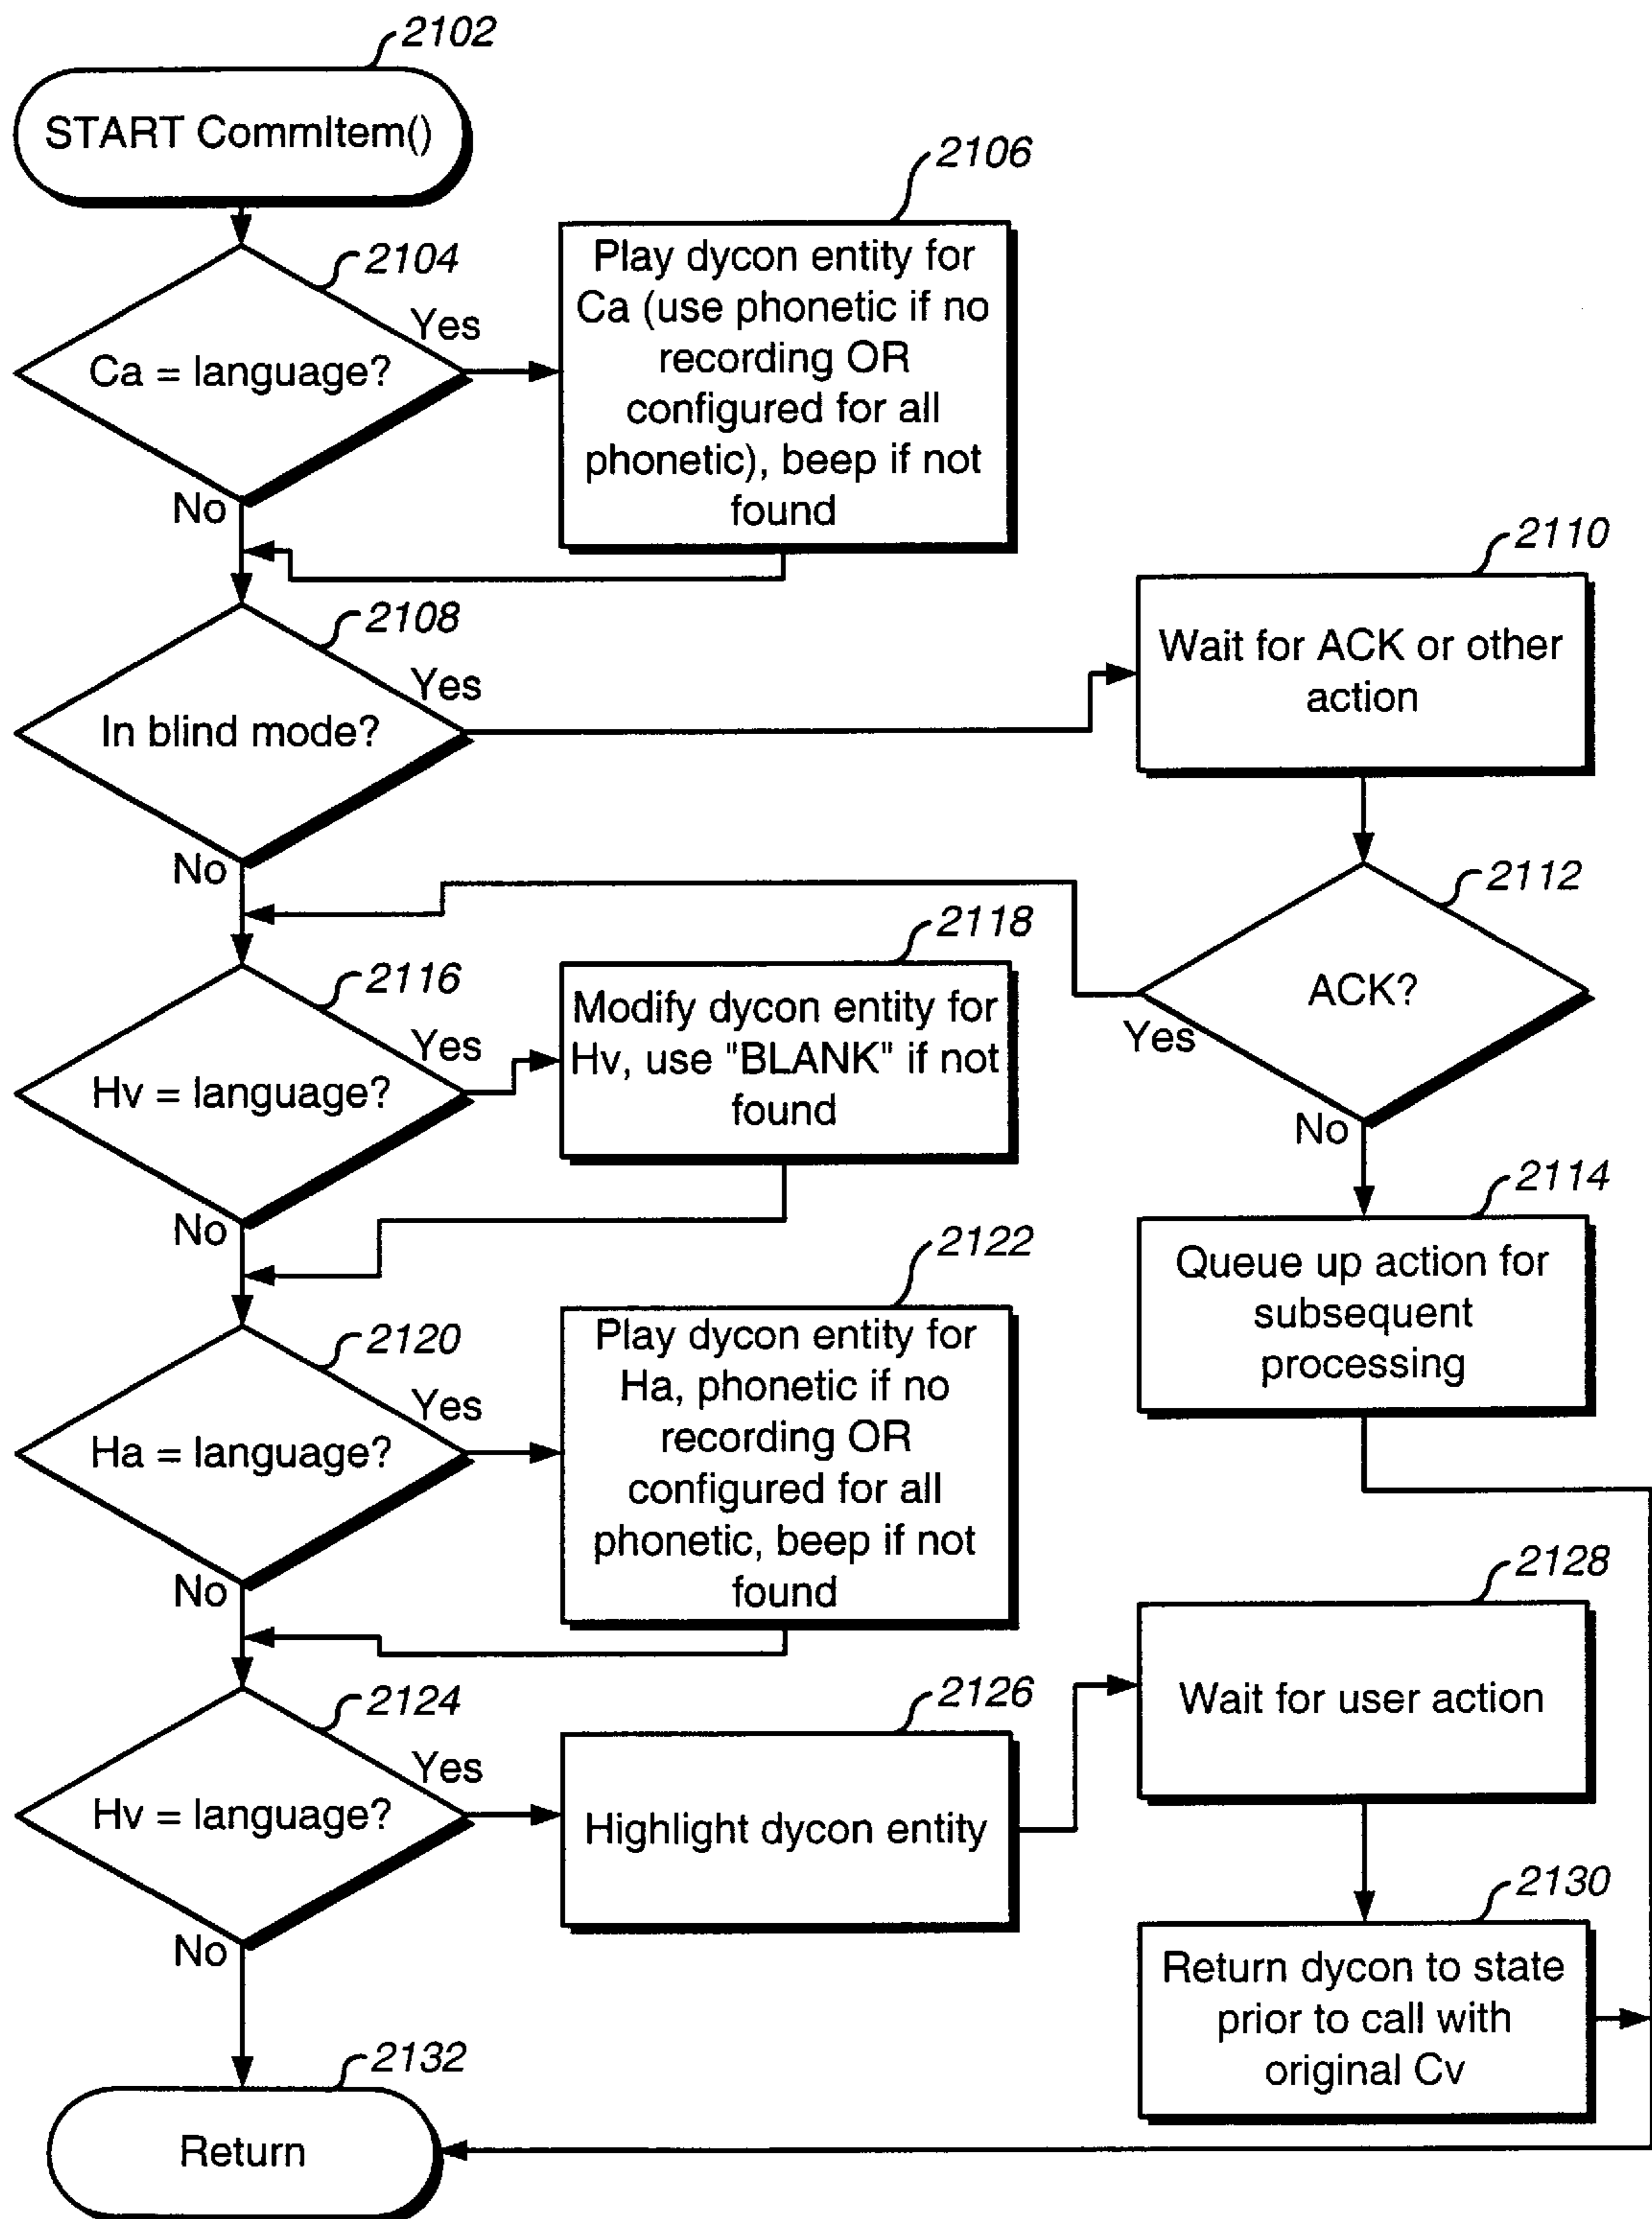 2102
START CommItem()
2104
Ca = language?
Yes
No
2106
Play dycon entity for
Ca (use phonetic if no
recording OR
configured for all
phonetic), beep if not
found
2108
In blind mode?
Yes
No
2110
Wait for ACK or other
action
2112
ACK?
Yes
No
2114
Queue up action for
subsequent
processing
2116
Hv = language?
Yes
No
2118
Modify dycon entity for
Hv, use "BLANK" if not
found
2120
Ha = language?
Yes
No
2122
Play dycon entity for
Ha, phonetic if no
recording OR
configured for all
phonetic, beep if not
found
2124
Hv = language?
Yes
No
2126
Highlight dycon entity
2128
Wait for user action
2130
Return dycon to state
prior to call with
original Cv
2132
Return